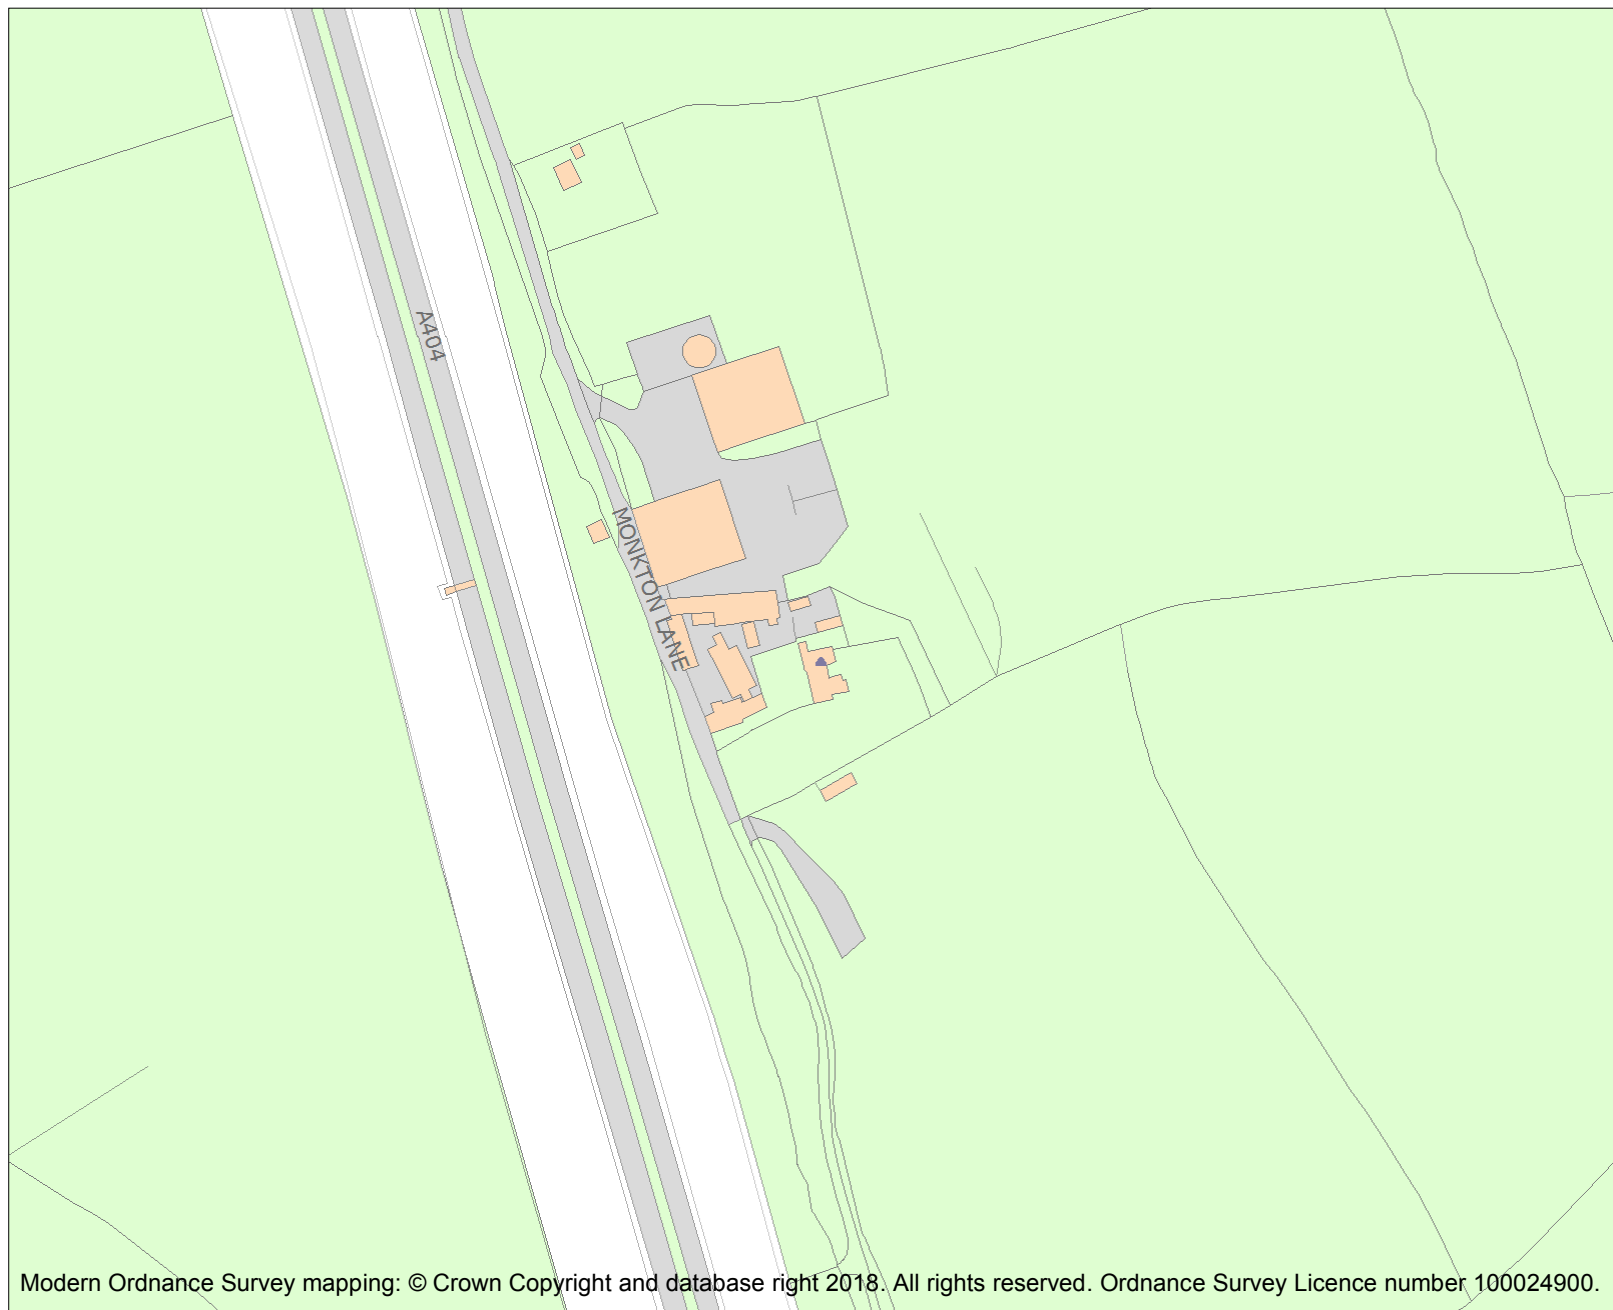 A404
MONKTON LANE
Modern Ordnance Survey mapping: © Crown Copyright and database right 2018. All rights reserved. Ordnance Survey Licence number 100024900.